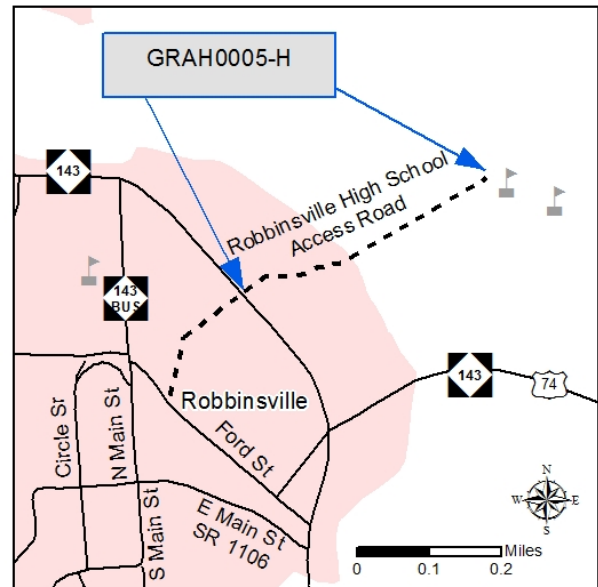 GRAH0005-H
143
Robbinsville High School
Access Road
143
BUS
Robbinsville
143
74
Circle Sr
N Main St
Ford St
S Main St
E Main St
SR 1106
N
W
E
S
Miles
0
0.1
0.2